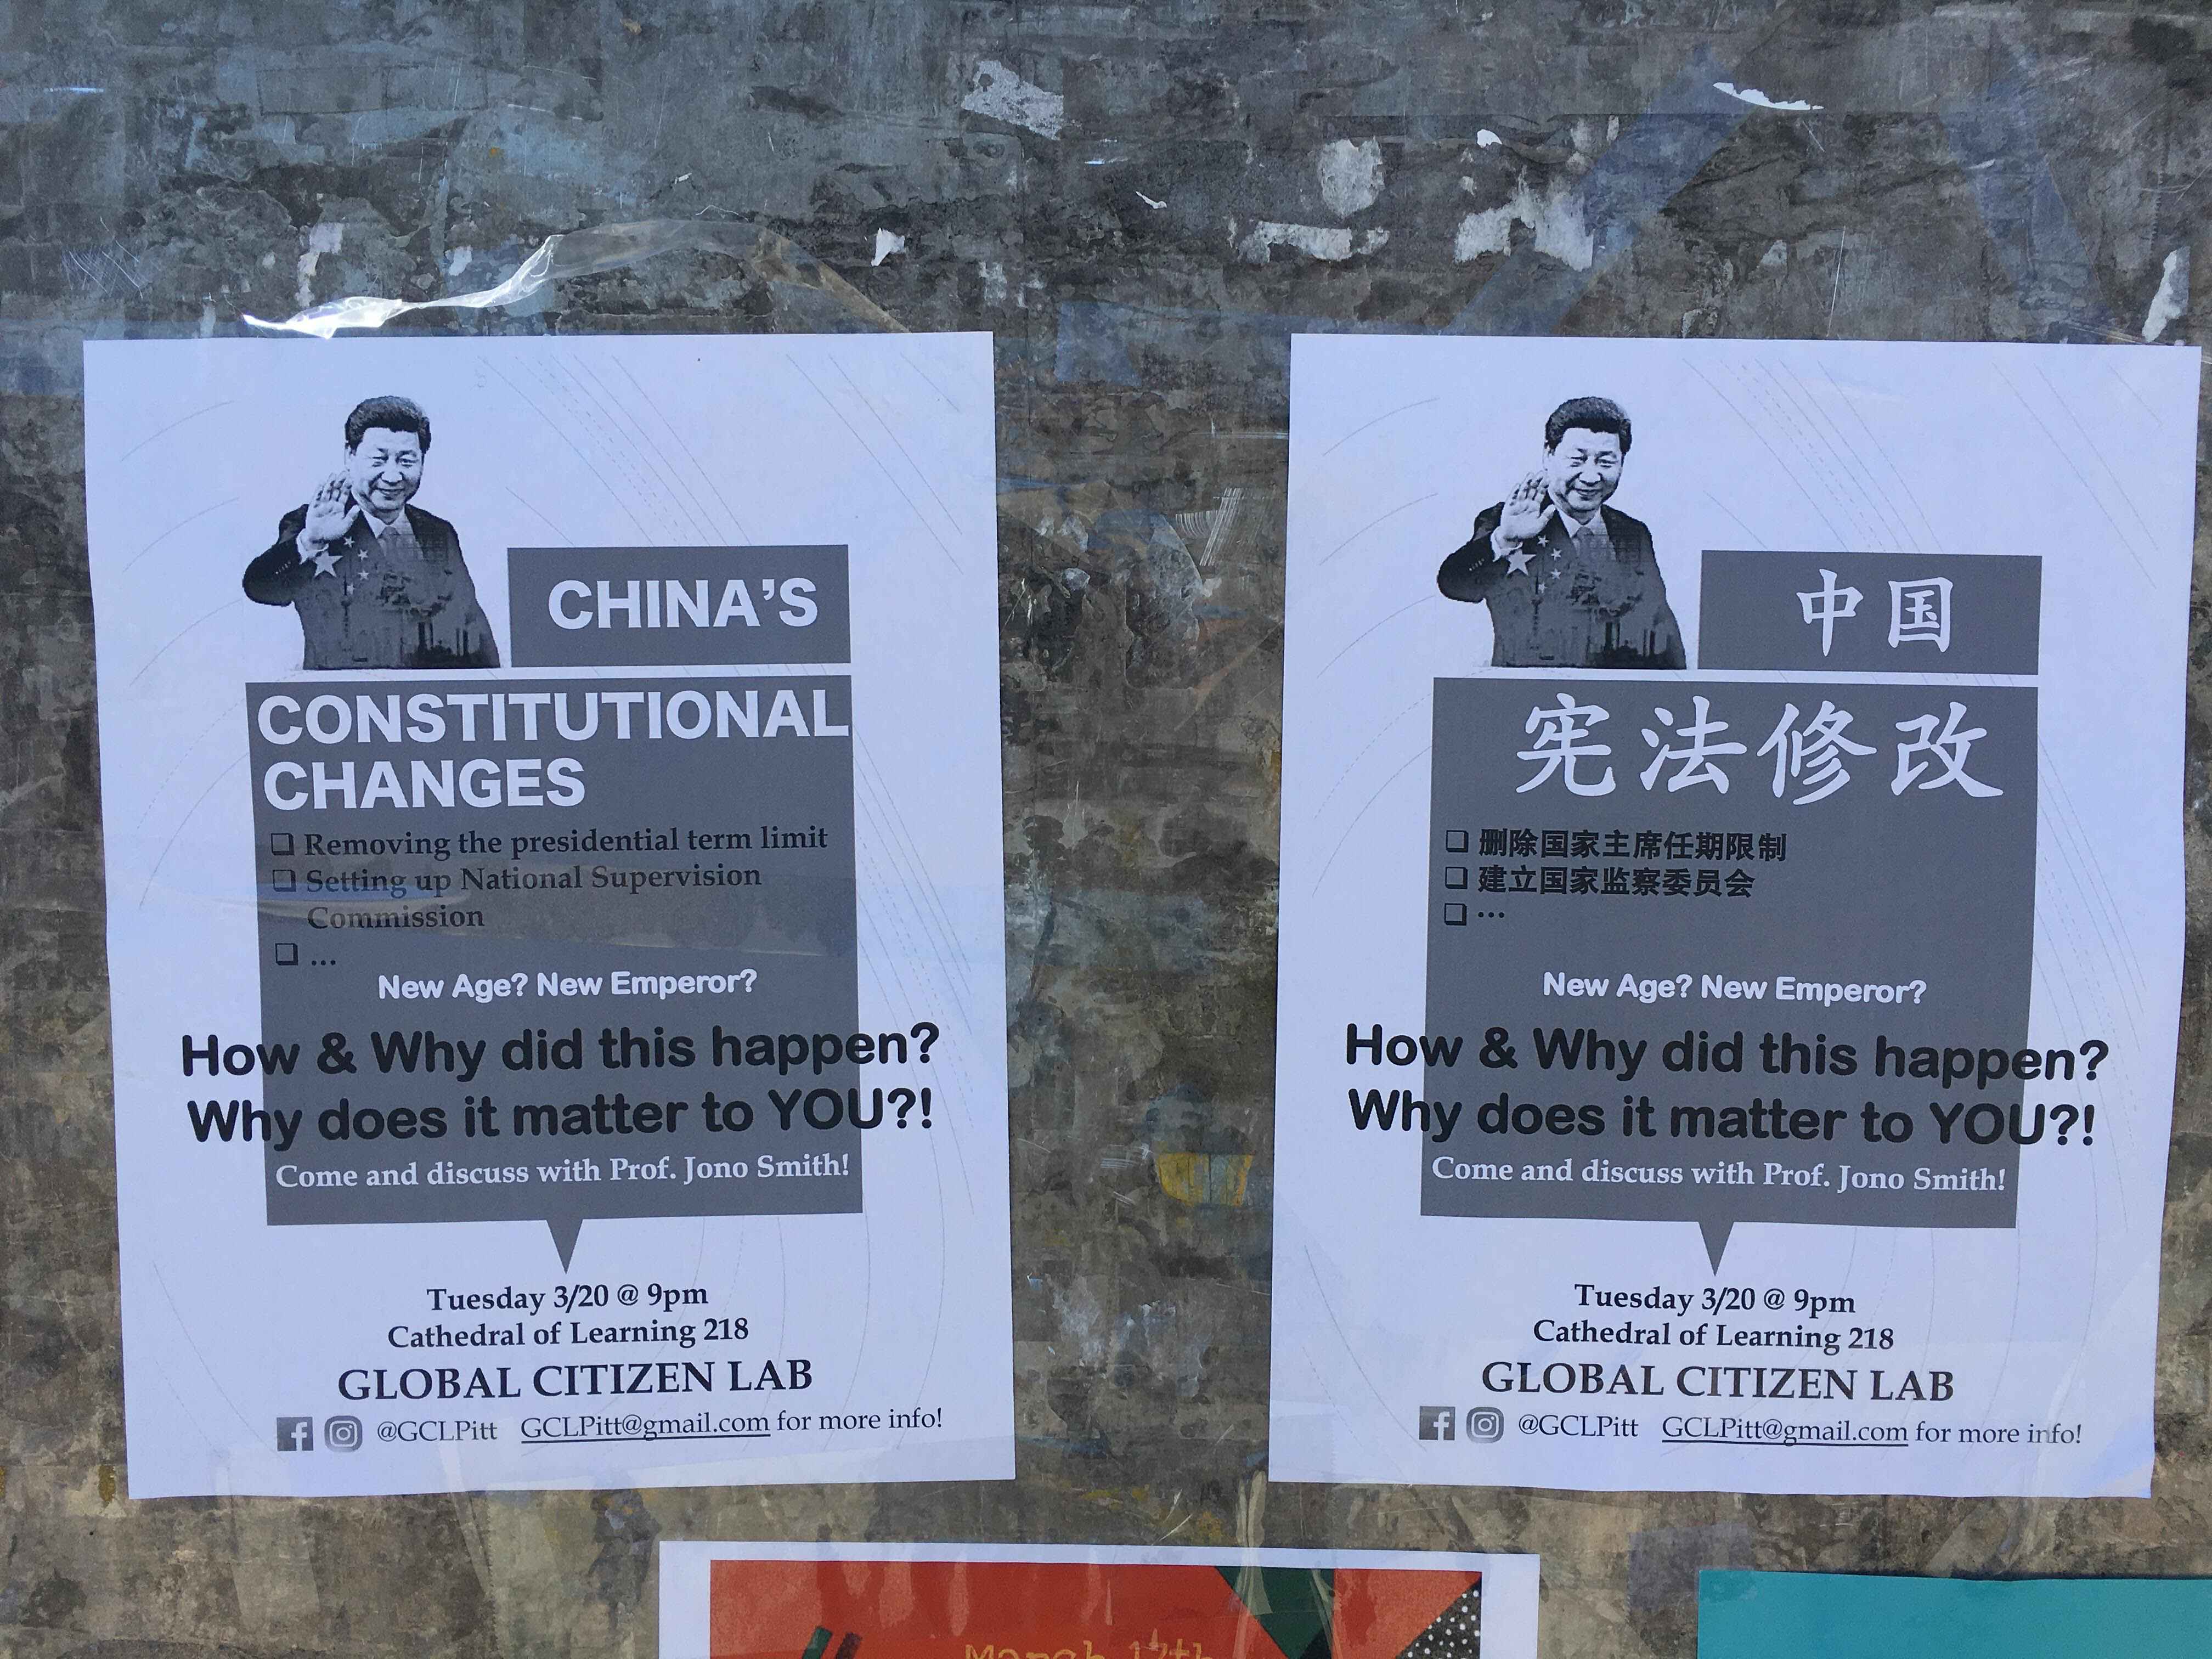 CHINA'S
CONSTITUTIONAL
CHANGES
❑ Removing the presidential term limit
❑ Setting up National Supervision
Commission
❑ ...
New Age? New Emperor?
How & Why did this happen?
Why does it matter to YOU?!
Come and discuss with Prof. Jono Smith!
Tuesday 3/20 @ 9pm
Cathedral of Learning 218
GLOBAL CITIZEN LAB
@GCLPitt GCLPitt@gmail.com for more info!
中国
宪法修改
❑ 删除国家主席任期限制
❑ 建立国家监察委员会
❑ ...
New Age? New Emperor?
How & Why did this happen?
Why does it matter to YOU?!
Come and discuss with Prof. Jono Smith!
Tuesday 3/20 @ 9pm
Cathedral of Learning 218
GLOBAL CITIZEN LAB
@GCLPitt GCLPitt@gmail.com for more info!
March